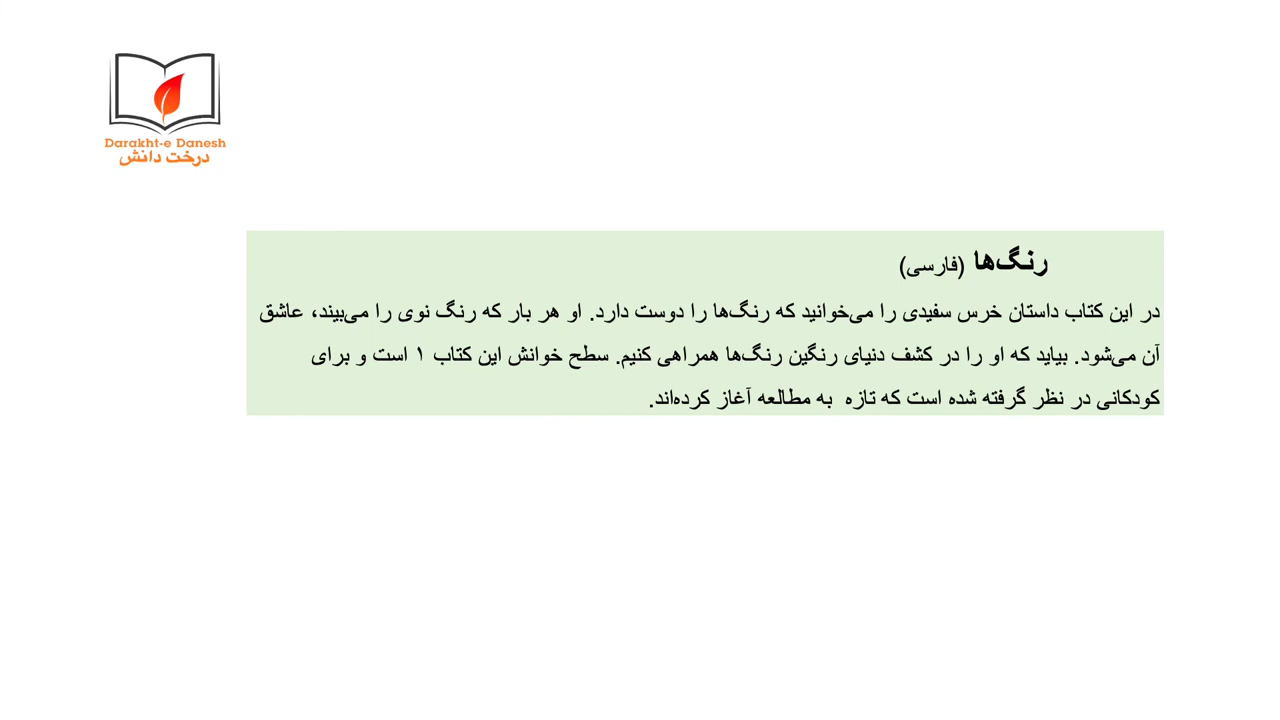 Darakht-e Danesh
درخت دانش
رنگ‌ها (فارسی)
در این کتاب داستان خرس سفیدی را می‌خوانید که رنگ‌ها را دوست دارد. او هر بار که رنگ نوی را می‌بیند، عاشق
آن می‌شود. بیاید که او را در کشف دنیای رنگین رنگ‌ها همراهی کنیم. سطح خوانش این کتاب ۱ است و برای
کودکانی در نظر گرفته شده است که تازه به مطالعه آغاز کرده‌اند.